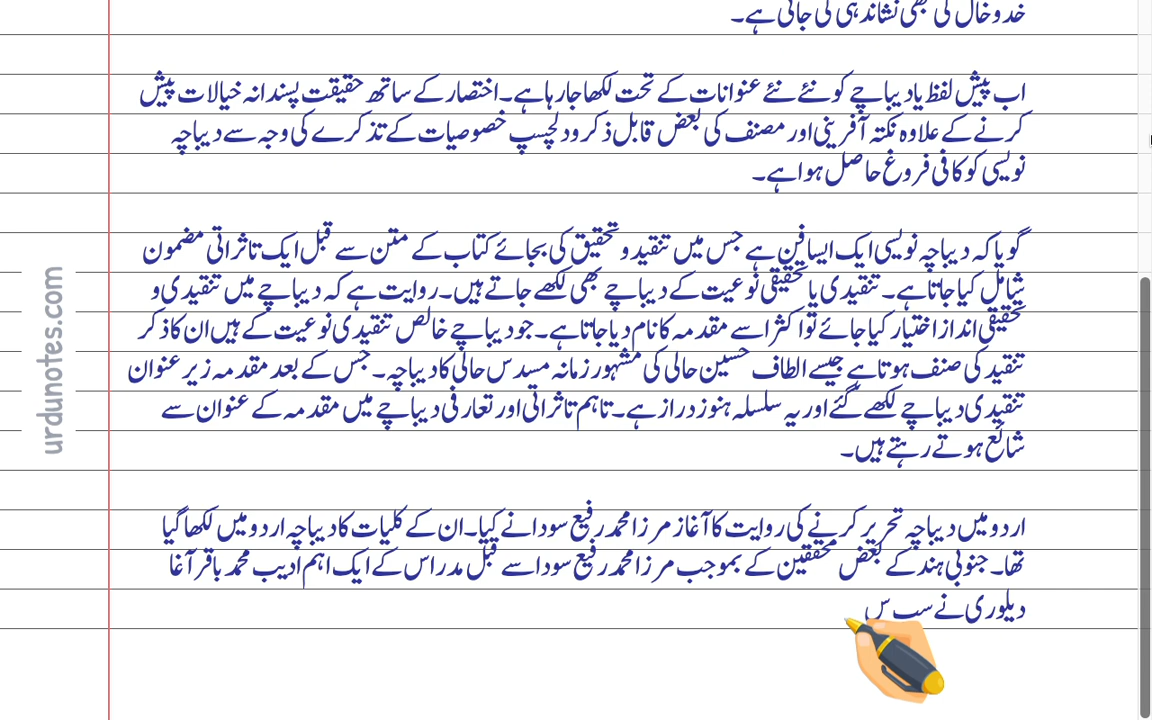 خدوخال کی بھی نشاندہی کی جاتی ہے۔
اب پیش لفظ یا دیباچے کو نئے نئے عنوانات کے تحت لکھا جا رہا ہے۔ اختصار کے ساتھ حقیقت پسندانہ خیالات پیش
کرنے کے علاوہ نکتہ آفرینی اور مصنف کی بعض قابل ذکر و دلچسپ خصوصیات کے تذکرے کی وجہ سے دیباچہ
نویسی کو کافی فروغ حاصل ہوا ہے۔
گویا کہ دیباچہ نویسی ایک ایسا فن ہے جس میں تنقید و تحقیق کی بجائے کتاب کے متن سے قبل ایک تاثراتی مضمون
شامل کیا جاتا ہے۔ تنقیدی یا تحقیقی نوعیت کے دیباچے بھی لکھے جاتے ہیں۔ روایت ہے کہ دیباچے میں تنقیدی و
تحقیقی انداز اختیار کیا جائے تو اکثر اسے مقدمہ کا نام دیا جاتا ہے۔ جو دیباچے خالص تنقیدی نوعیت کے ہیں ان کا ذکر
تنقید کی صنف ہوتا ہے جیسے الطاف حسین حالی کی مشہور زمانہ مسدس حالی کا دیباچہ۔ جس کے بعد مقدمہ زیر عنوان
تنقیدی دیباچے لکھے گئے اور یہ سلسلہ ہنوز دراز ہے۔ تاہم تاثراتی اور تعارفی دیباچے میں مقدمہ کے عنوان سے
شائع ہوتے رہتے ہیں۔
اردو میں دیباچہ تحریر کرنے کی روایت کا آغاز مرزا محمد رفیع سودا نے کیا۔ ان کے کلیات کا دیباچہ اردو میں لکھا گیا
تھا۔ جنوبی ہند کے بعض محققین کے بموجب مرزا محمد رفیع سودا سے قبل مدراس کے ایک اہم ادیب محمد باقر آغا
دیلوری نے سب س
urdunotes.com